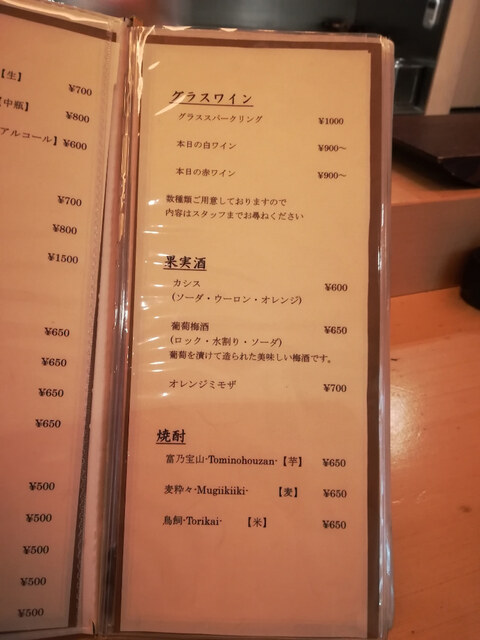 【生】 ¥700
【中瓶】 ¥800
アルコール】 ¥600
¥700
¥800
¥1500
¥650
¥650
¥650
¥650
¥500
¥500
¥500
¥500
¥500
グラスワイン
グラススパークリング ¥1000
本日の白ワイン ¥900～
本日の赤ワイン ¥900～
数種類ご用意しておりますので
内容はスタッフまでお尋ねください
果実酒
カシス ¥600
(ソーダ・ウーロン・オレンジ)
葡萄梅酒 ¥650
(ロック・水割り・ソーダ)
葡萄を漬けて造られた美味しい梅酒です。
オレンジミモザ ¥700
焼酎
富乃宝山-Tominohouzan-【芋】 ¥650
麦粋々-Mugiikiiki- 【麦】 ¥650
鳥飼-Torikai- 【米】 ¥650